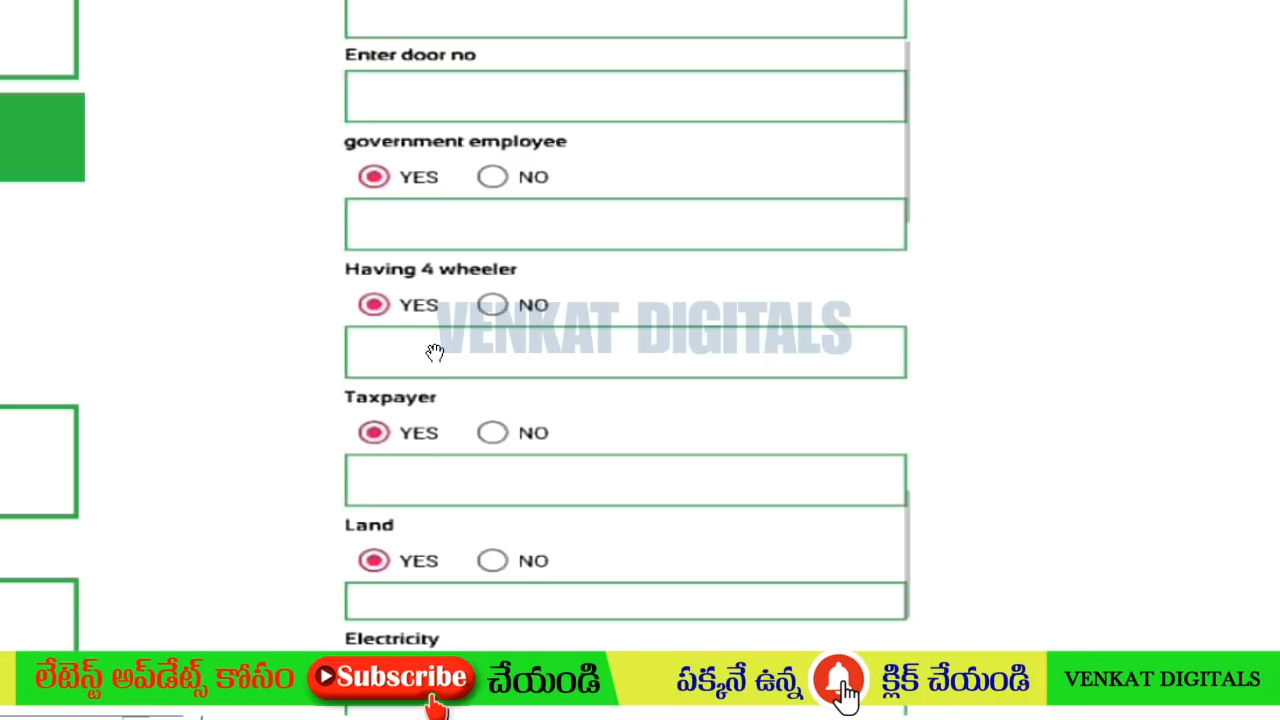 Enter door no
government employee
YES NO
Having 4 wheeler
YES NO
VENKAT DIGITALS
Taxpayer
YES NO
Land
YES NO
Electricity
లేటెస్ట్ అప్‌డేట్స్ కోసం Subscribe చేయండి పక్కనే ఉన్న క్లిక్ చేయండి VENKAT DIGITALS